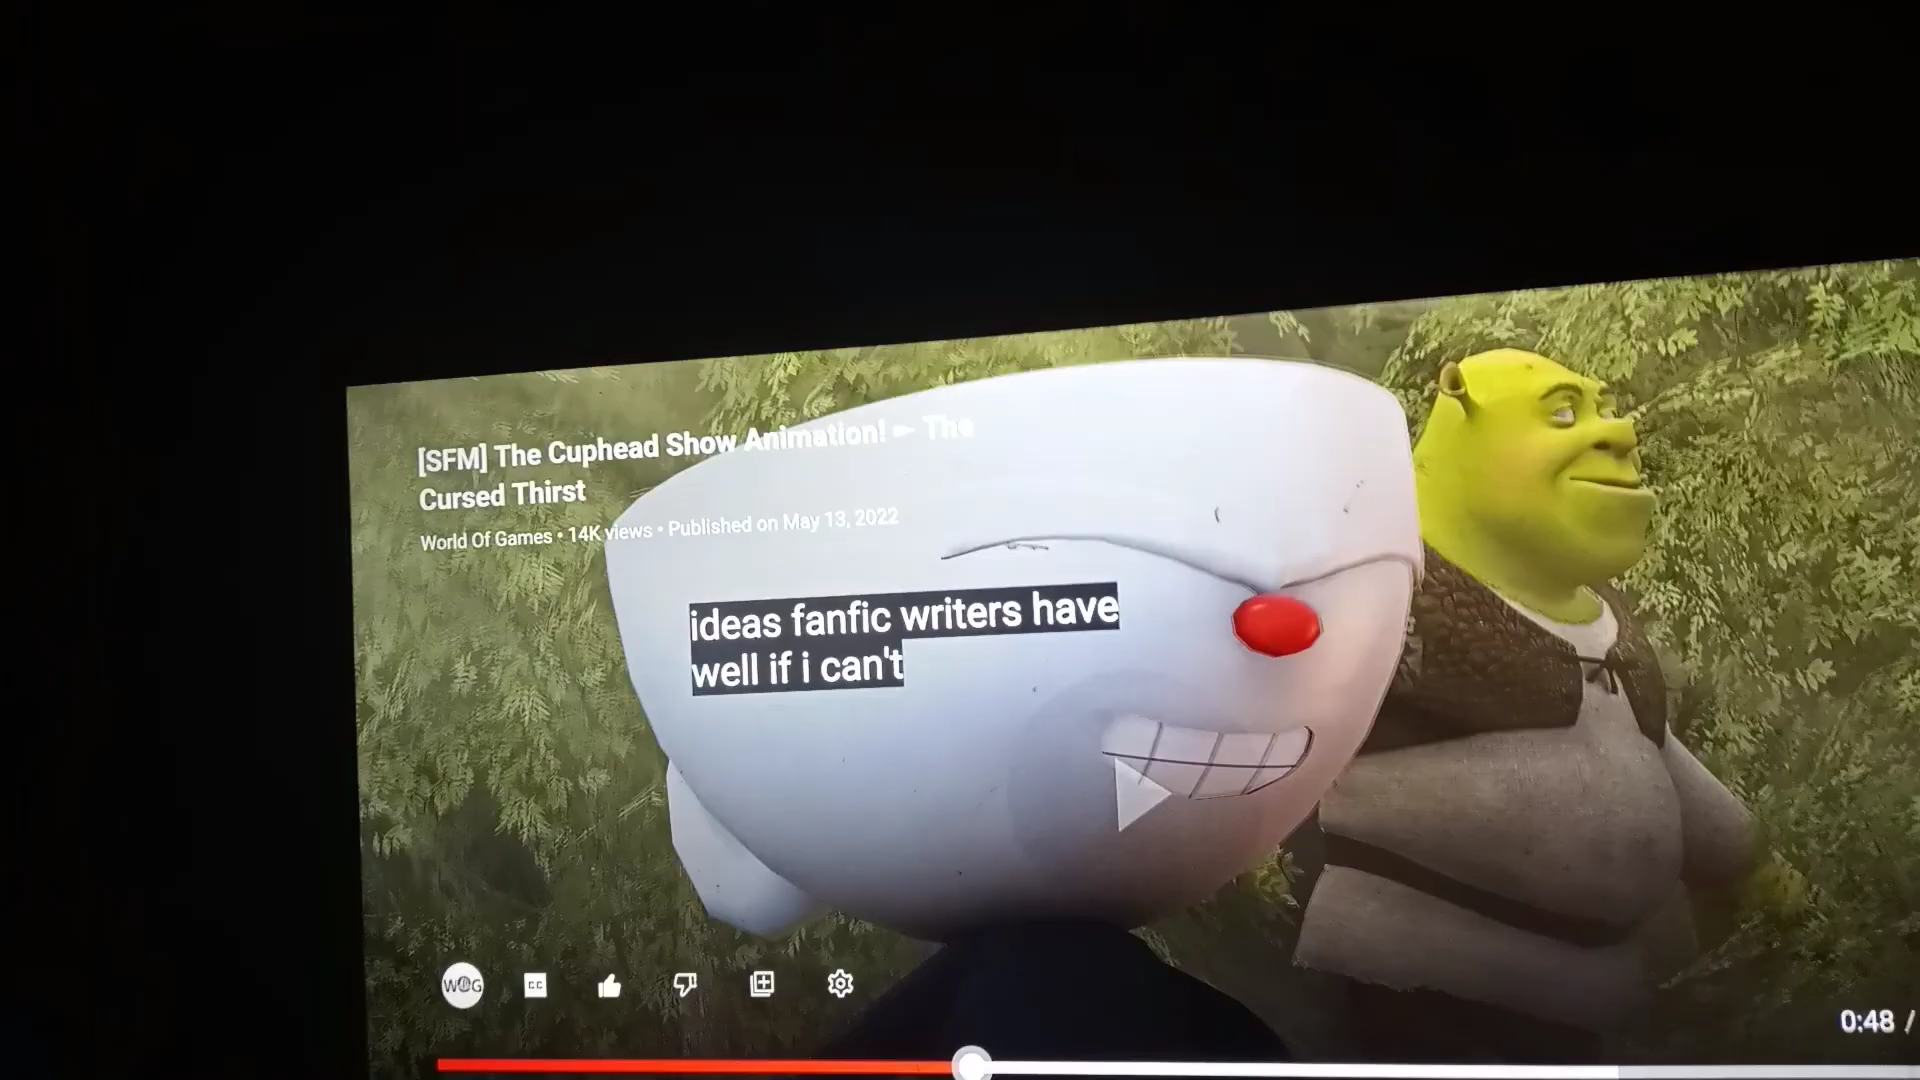 [SFM] The Cuphead Show Animation! ► The
Cursed Thirst
World Of Games • 14K views • Published on May 13, 2022
ideas fanfic writers have
well if i can't
WOG
CC
0:48 /